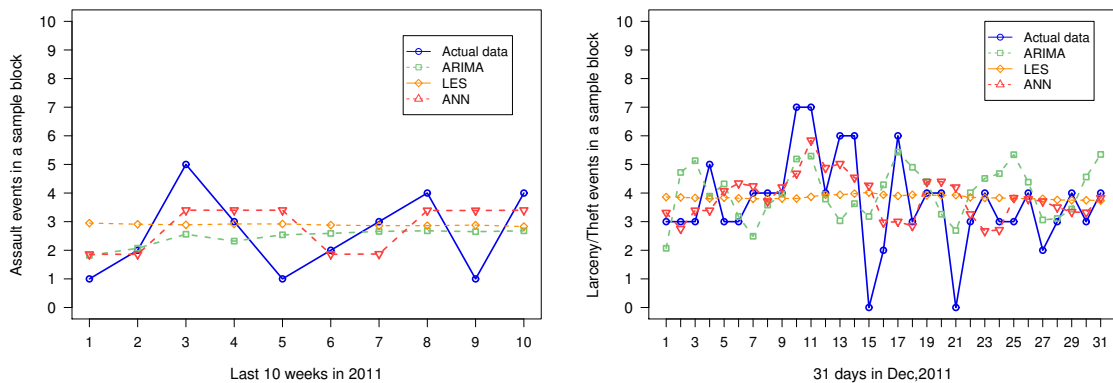 Assault events in a sample block
10
9
8
7
6
5
4
3
2
1
0
Actual data
ARIMA
LES
ANN
1 2 3 4 5 6 7 8 9 10
Last 10 weeks in 2011
Larceny/Theft events in a sample block
10
9
8
7
6
5
4
3
2
1
0
Actual data
ARIMA
LES
ANN
1 3 5 7 9 11 13 15 17 19 21 23 25 27 29 31
31 days in Dec,2011